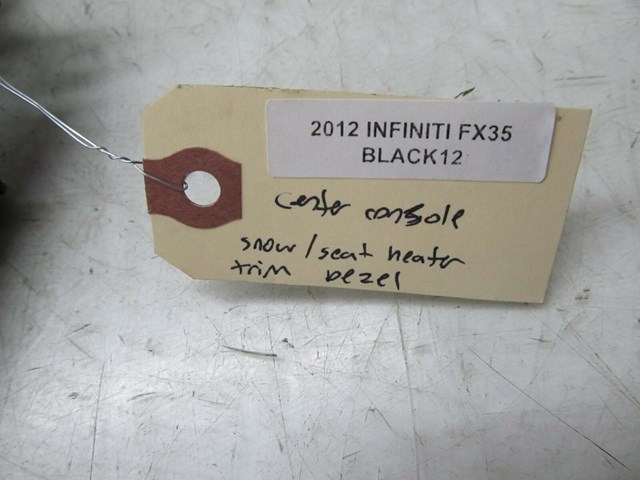 2012 INFINITI FX35
BLACK12
center console
snow/seat heater
trim bezel